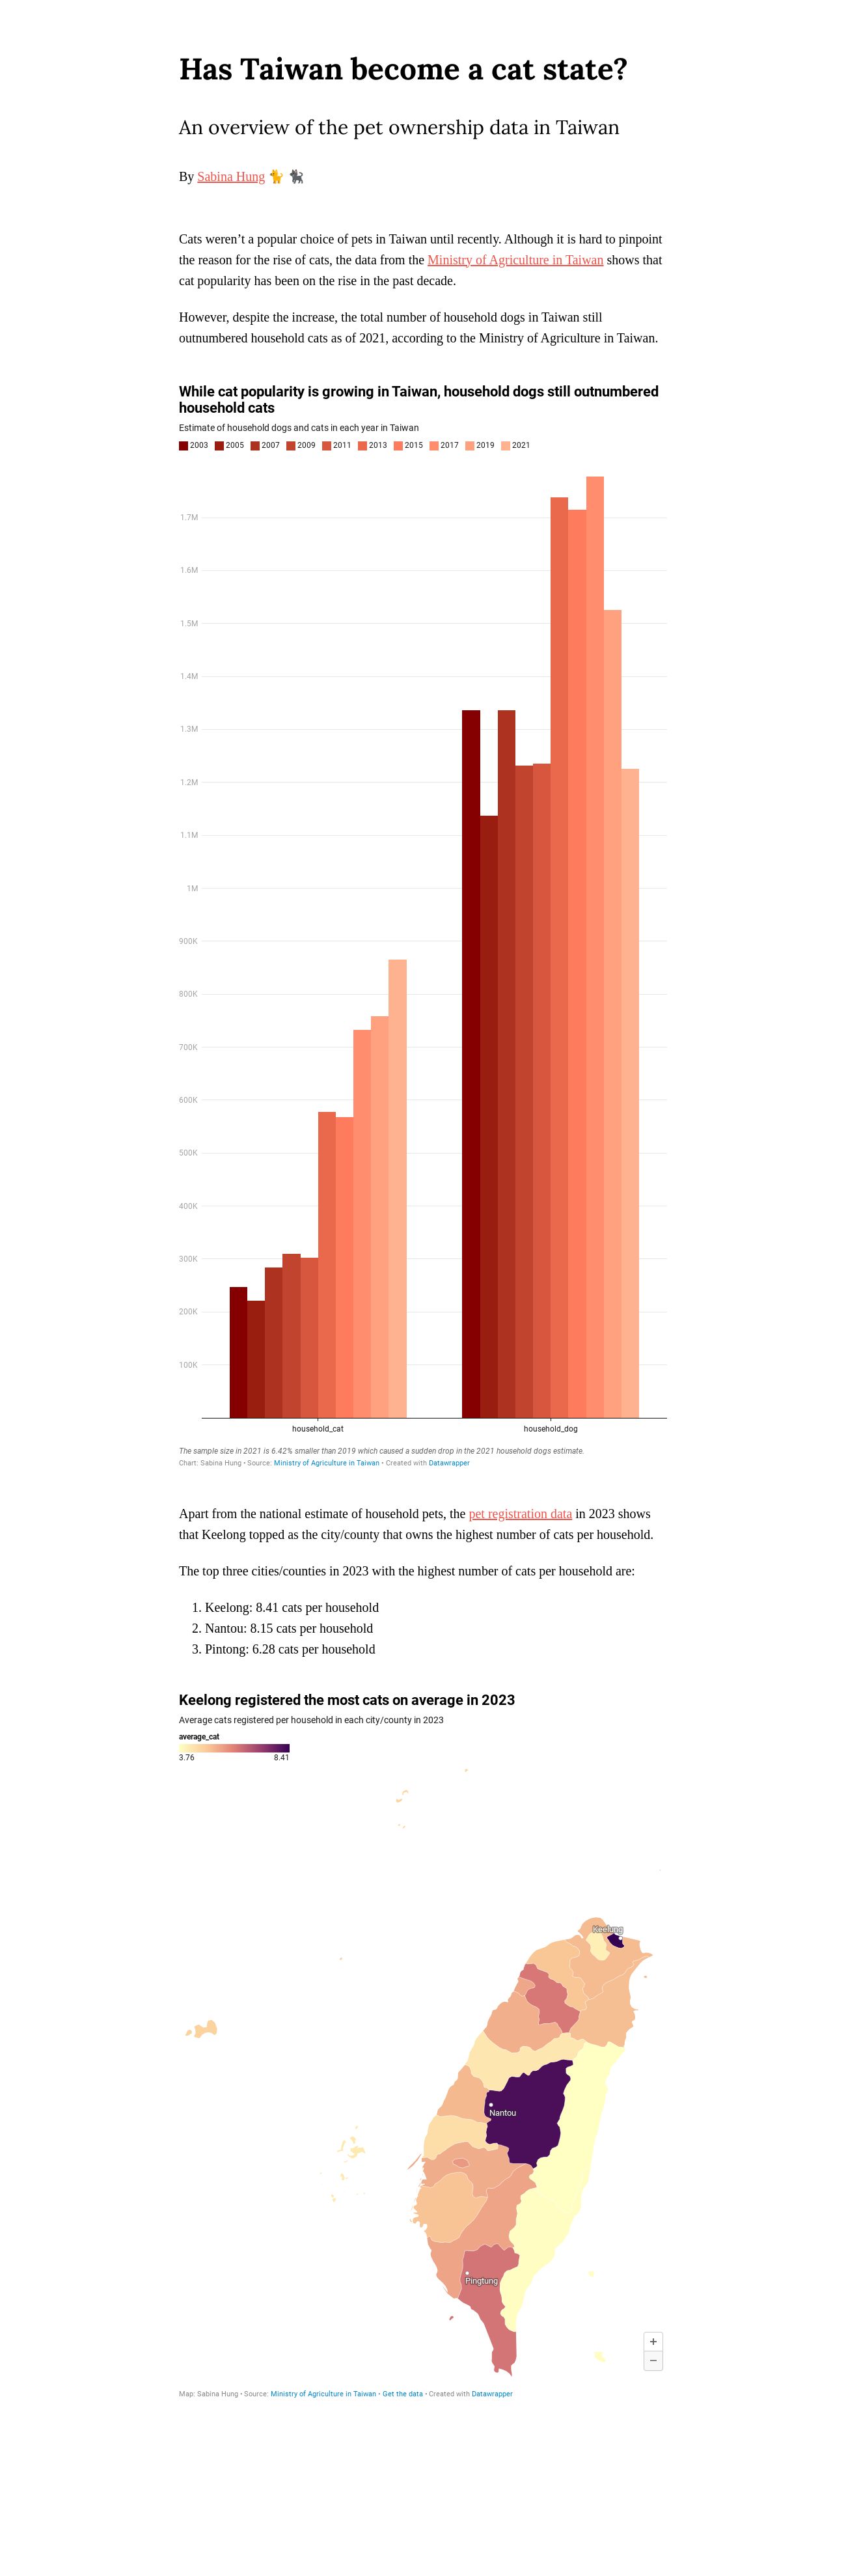 Has Taiwan become a cat state?
An overview of the pet ownership data in Taiwan
By Sabina Hung 🐈 🐈‍⬛
Cats weren’t a popular choice of pets in Taiwan until recently. Although it is hard to pinpoint
the reason for the rise of cats, the data from the Ministry of Agriculture in Taiwan shows that
cat popularity has been on the rise in the past decade.
However, despite the increase, the total number of household dogs in Taiwan still
outnumbered household cats as of 2021, according to the Ministry of Agriculture in Taiwan.
While cat popularity is growing in Taiwan, household dogs still outnumbered
household cats
Estimate of household dogs and cats in each year in Taiwan
2003 2005 2007 2009 2011 2013 2015 2017 2019 2021
1.7M
1.6M
1.5M
1.4M
1.3M
1.2M
1.1M
1M
900K
800K
700K
600K
500K
400K
300K
200K
100K
household_cat household_dog
The sample size in 2021 is 6.42% smaller than 2019 which caused a sudden drop in the 2021 household dogs estimate.
Chart: Sabina Hung • Source: Ministry of Agriculture in Taiwan • Created with Datawrapper
Apart from the national estimate of household pets, the pet registration data in 2023 shows
that Keelong topped as the city/county that owns the highest number of cats per household.
The top three cities/counties in 2023 with the highest number of cats per household are:
1. Keelong: 8.41 cats per household
2. Nantou: 8.15 cats per household
3. Pintong: 6.28 cats per household
Keelong registered the most cats on average in 2023
Average cats registered per household in each city/county in 2023
average_cat
3.76 8.41
Keelung
Nantou
Pingtung
+
−
Map: Sabina Hung • Source: Ministry of Agriculture in Taiwan • Get the data • Created with Datawrapper